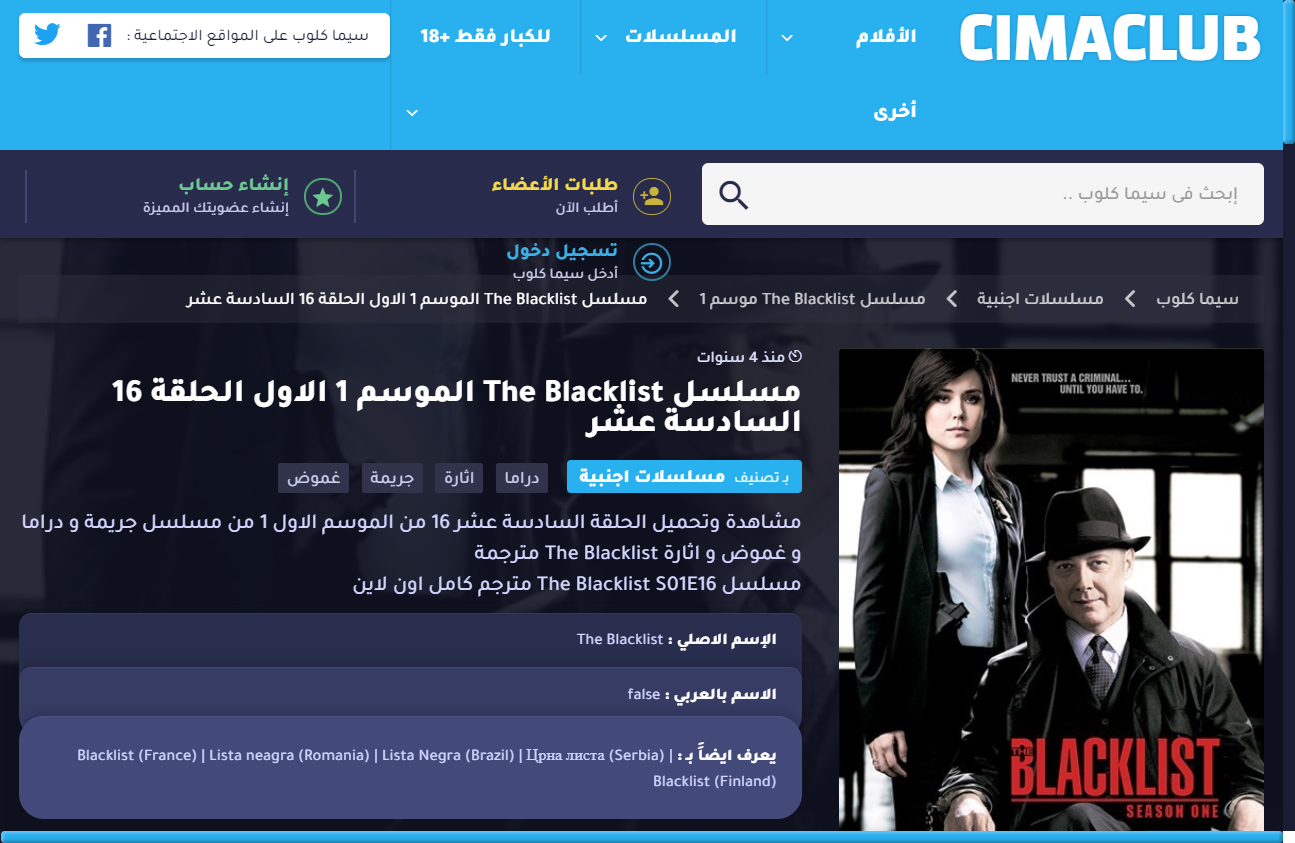 CIMACLUB
الأفلام
المسلسلات
للكبار فقط +18
سيما كلوب على المواقع الاجتماعية :
أخرى
إبحث فى سيما كلوب ..
طلبات الأعضاء
أطلب الآن
إنشاء حساب
إنشاء عضويتك المميزة
تسجيل دخول
أدخل سيما كلوب
سيما كلوب
مسلسلات اجنبية
مسلسل The Blacklist موسم 1
مسلسل The Blacklist الموسم 1 الاول الحلقة 16 السادسة عشر
منذ 4 سنوات
مسلسل The Blacklist الموسم 1 الاول الحلقة 16
السادسة عشر
بـ تصنيف مسلسلات اجنبية
دراما
اثارة
جريمة
غموض
مشاهدة وتحميل الحلقة السادسة عشر 16 من الموسم الاول 1 من مسلسل جريمة و دراما
و غموض و اثارة The Blacklist مترجمة
مسلسل The Blacklist S01E16 مترجم كامل اون لاين
الإسم الاصلي : The Blacklist
الاسم بالعربي : false
يعرف ايضاً بـ : Blacklist (France) | Lista neagra (Romania) | Lista Negra (Brazil) | Црна листа (Serbia) |
Blacklist (Finland)
NEVER TRUST A CRIMINAL...
UNTIL YOU HAVE TO.
THE
BLACKLIST
SEASON ONE